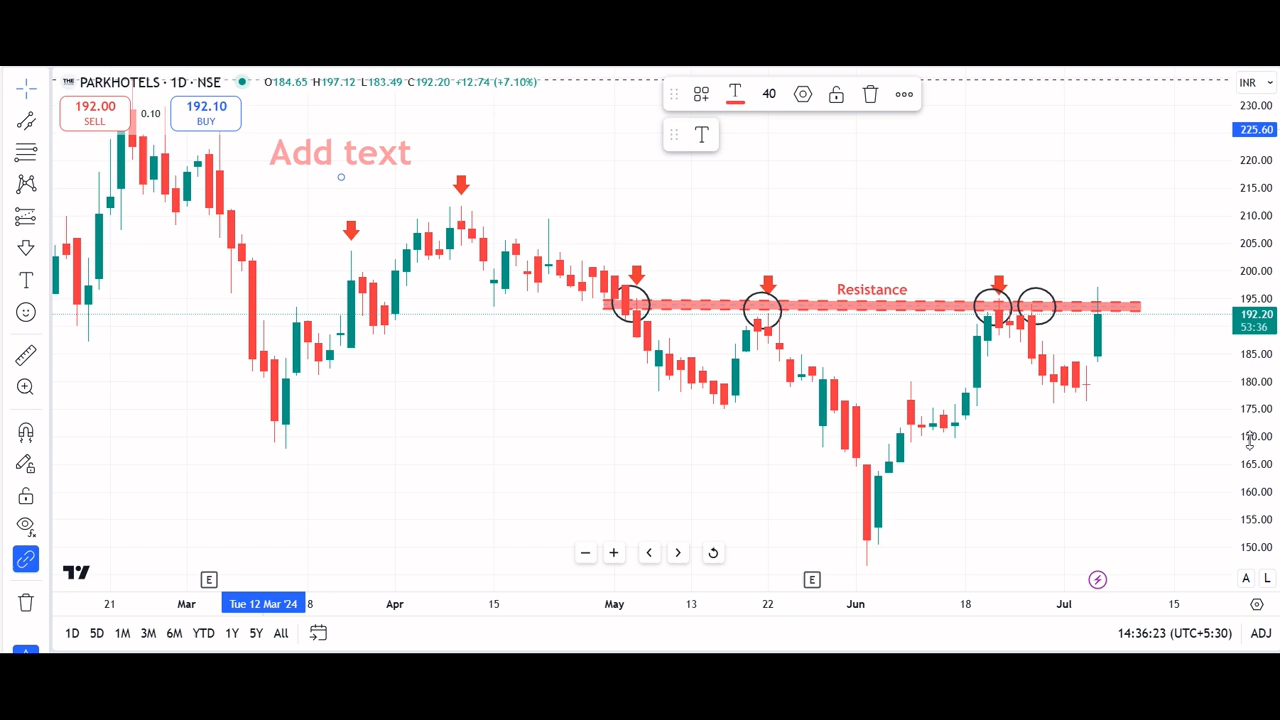 THE PARKHOTELS · 1D · NSE O184.65 H197.12 L183.49 C192.20 +12.74 (+7.10%)
INR
192.00 SELL 0.10 192.10 BUY
40
T
Add text
Resistance
230.00
225.60
220.00
215.00
210.00
205.00
200.00
195.00
192.20
53:36
185.00
180.00
175.00
170.00
165.00
160.00
155.00
150.00
E E
A L
21 Mar Tue 12 Mar '24 8 Apr 15 May 13 22 Jun 18 Jul 15
1D 5D 1M 3M 6M YTD 1Y 5Y All 14:36:23 (UTC+5:30) ADJ